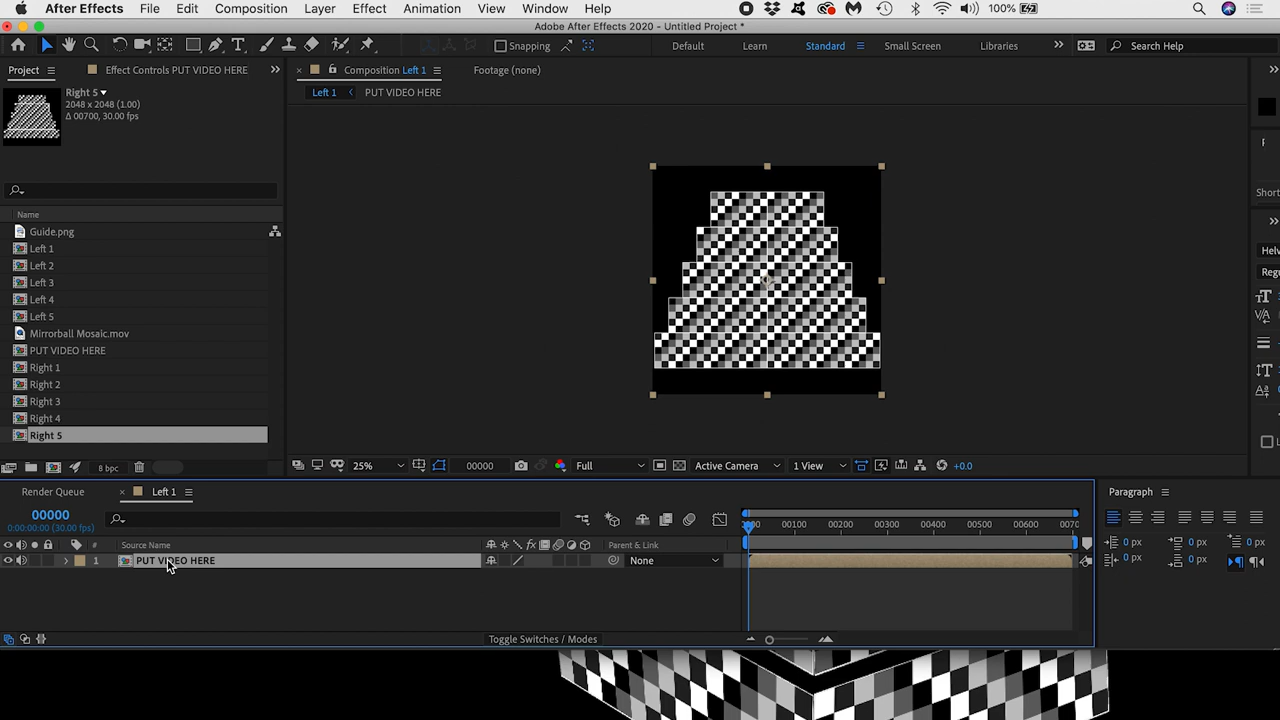 After Effects File Edit Composition Layer Effect Animation View Window Help 100%
Adobe After Effects 2020 - Untitled Project *
Snapping Default Learn Standard Small Screen Libraries Search Help
Project Effect Controls PUT VIDEO HERE Composition Left 1 Footage (none)
Right 5
2048 x 2048 (1.00)
Δ 00700, 30.00 fps
Left 1 PUT VIDEO HERE
Name
Guide.png
Left 1
Left 2
Left 3
Left 4
Left 5
Mirrorball Mosaic.mov
PUT VIDEO HERE
Right 1
Right 2
Right 3
Right 4
Right 5
8 bpc
25% 00000 Full Active Camera 1 View +0.0
Short
Helv
Regu
Render Queue Left 1
00000
0:00:00:00 (30.00 fps)
# Source Name Parent & Link
00100 00200 00300 00400 00500 00600
1 PUT VIDEO HERE None
Toggle Switches / Modes
Paragraph
0 px 0 px 0 p
0 px 0 px